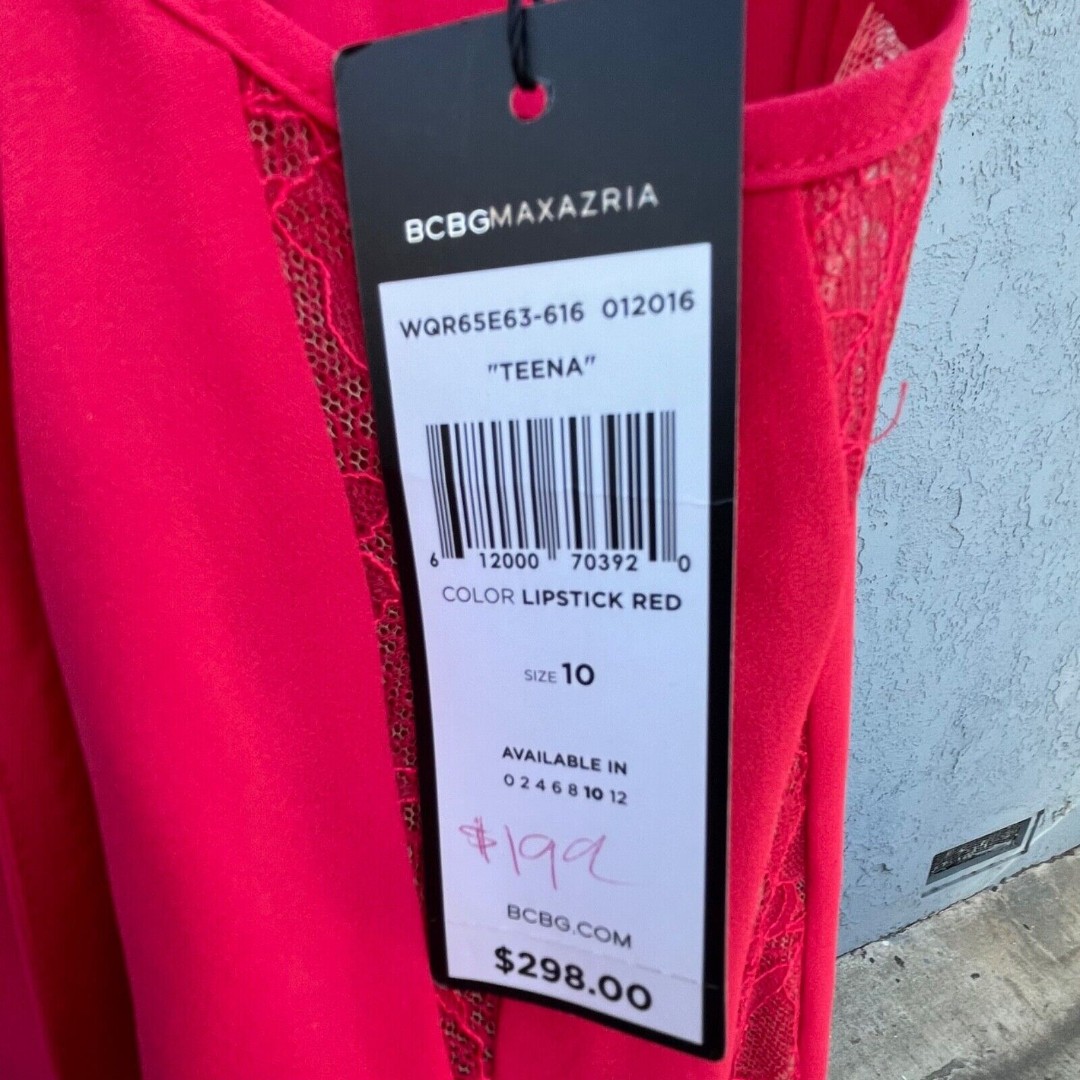 BCBGMAXAZRIA
WQR65E63-616 012016
"TEENA"
6 12000 70392 0
COLOR LIPSTICK RED
SIZE 10
AVAILABLE IN
0 2 4 6 8 10 12
$199
BCBG.COM
$298.00